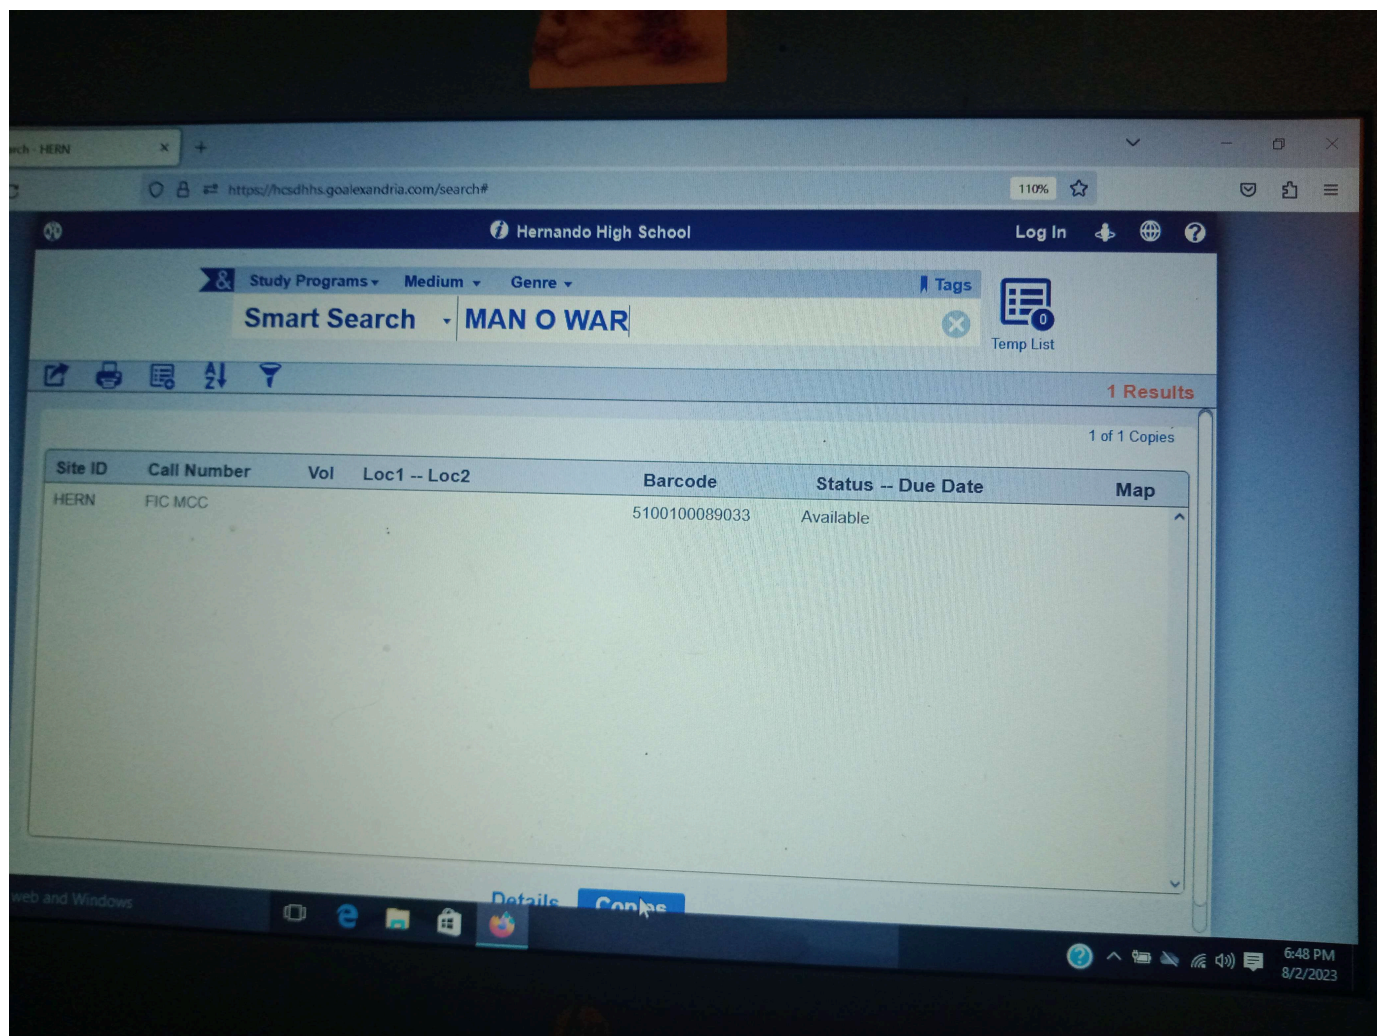 rch - HERN
https://hcsdhhs.goalexandria.com/search#
110%
Hernando High School
Log In
& Study Programs Medium Genre
Tags
Smart Search MAN O WAR
0
Temp List
1 Results
1 of 1 Copies
Site ID Call Number Vol Loc1 -- Loc2 Barcode Status -- Due Date Map
HERN FIC MCC 5100100089033 Available
Details Copies
web and Windows
6:48 PM
8/2/2023